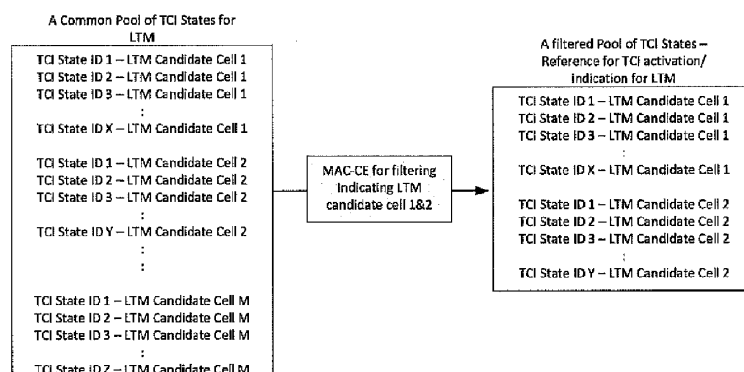 A Common Pool of TCI States for
LTM
TCI State ID 1 – LTM Candidate Cell 1
TCI State ID 2 – LTM Candidate Cell 1
TCI State ID 3 – LTM Candidate Cell 1
:
TCI State ID X – LTM Candidate Cell 1
TCI State ID 1 – LTM Candidate Cell 2
TCI State ID 2 – LTM Candidate Cell 2
TCI State ID 3 – LTM Candidate Cell 2
:
TCI State ID Y – LTM Candidate Cell 2
:
:
TCI State ID 1 – LTM Candidate Cell M
TCI State ID 2 – LTM Candidate Cell M
TCI State ID 3 – LTM Candidate Cell M
:
TCI State ID Z – LTM Candidate Cell M
MAC-CE for filtering
Indicating LTM
candidate cell 1&2
A filtered Pool of TCI States –
Reference for TCI activation/
indication for LTM
TCI State ID 1 – LTM Candidate Cell 1
TCI State ID 2 – LTM Candidate Cell 1
TCI State ID 3 – LTM Candidate Cell 1
:
TCI State ID X – LTM Candidate Cell 1
TCI State ID 1 – LTM Candidate Cell 2
TCI State ID 2 – LTM Candidate Cell 2
TCI State ID 3 – LTM Candidate Cell 2
:
TCI State ID Y – LTM Candidate Cell 2